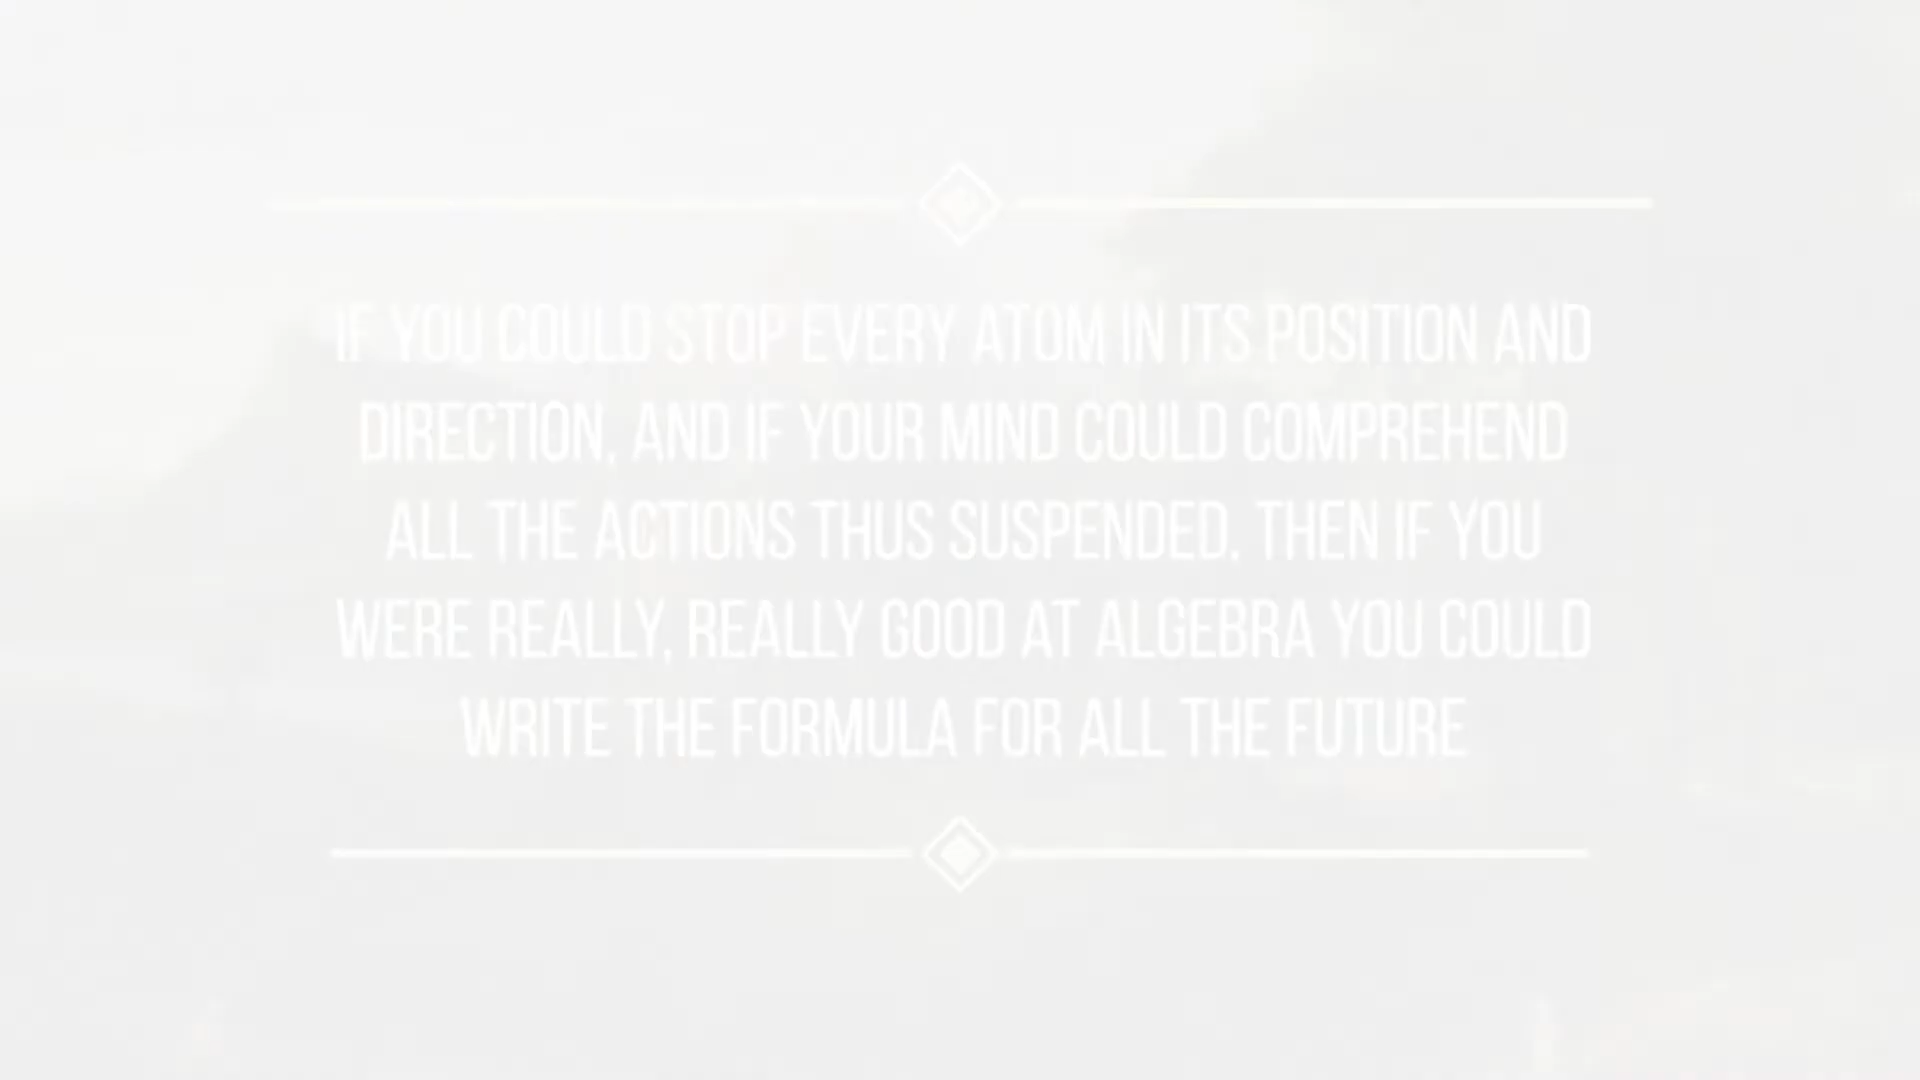 IF YOU COULD STOP EVERY ATOM IN ITS POSITION AND
DIRECTION, AND IF YOUR MIND COULD COMPREHEND
ALL THE ACTIONS THUS SUSPENDED, THEN IF YOU
WERE REALLY, REALLY GOOD AT ALGEBRA YOU COULD
WRITE THE FORMULA FOR ALL THE FUTURE